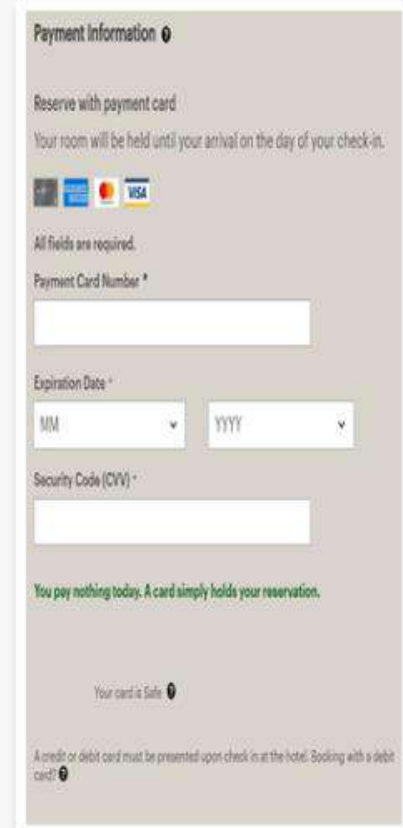 Payment Information ?
Reserve with payment card
Your room will be held until your arrival on the day of your check-in.
VISA
All fields are required.
Payment Card Number *
Expiration Date *
MM YYYY
Security Code (CVV) *
You pay nothing today. A card simply holds your reservation.
Your card is Safe ?
A credit or debit card must be presented upon check in at the hotel. Booking with a debit
card? ?